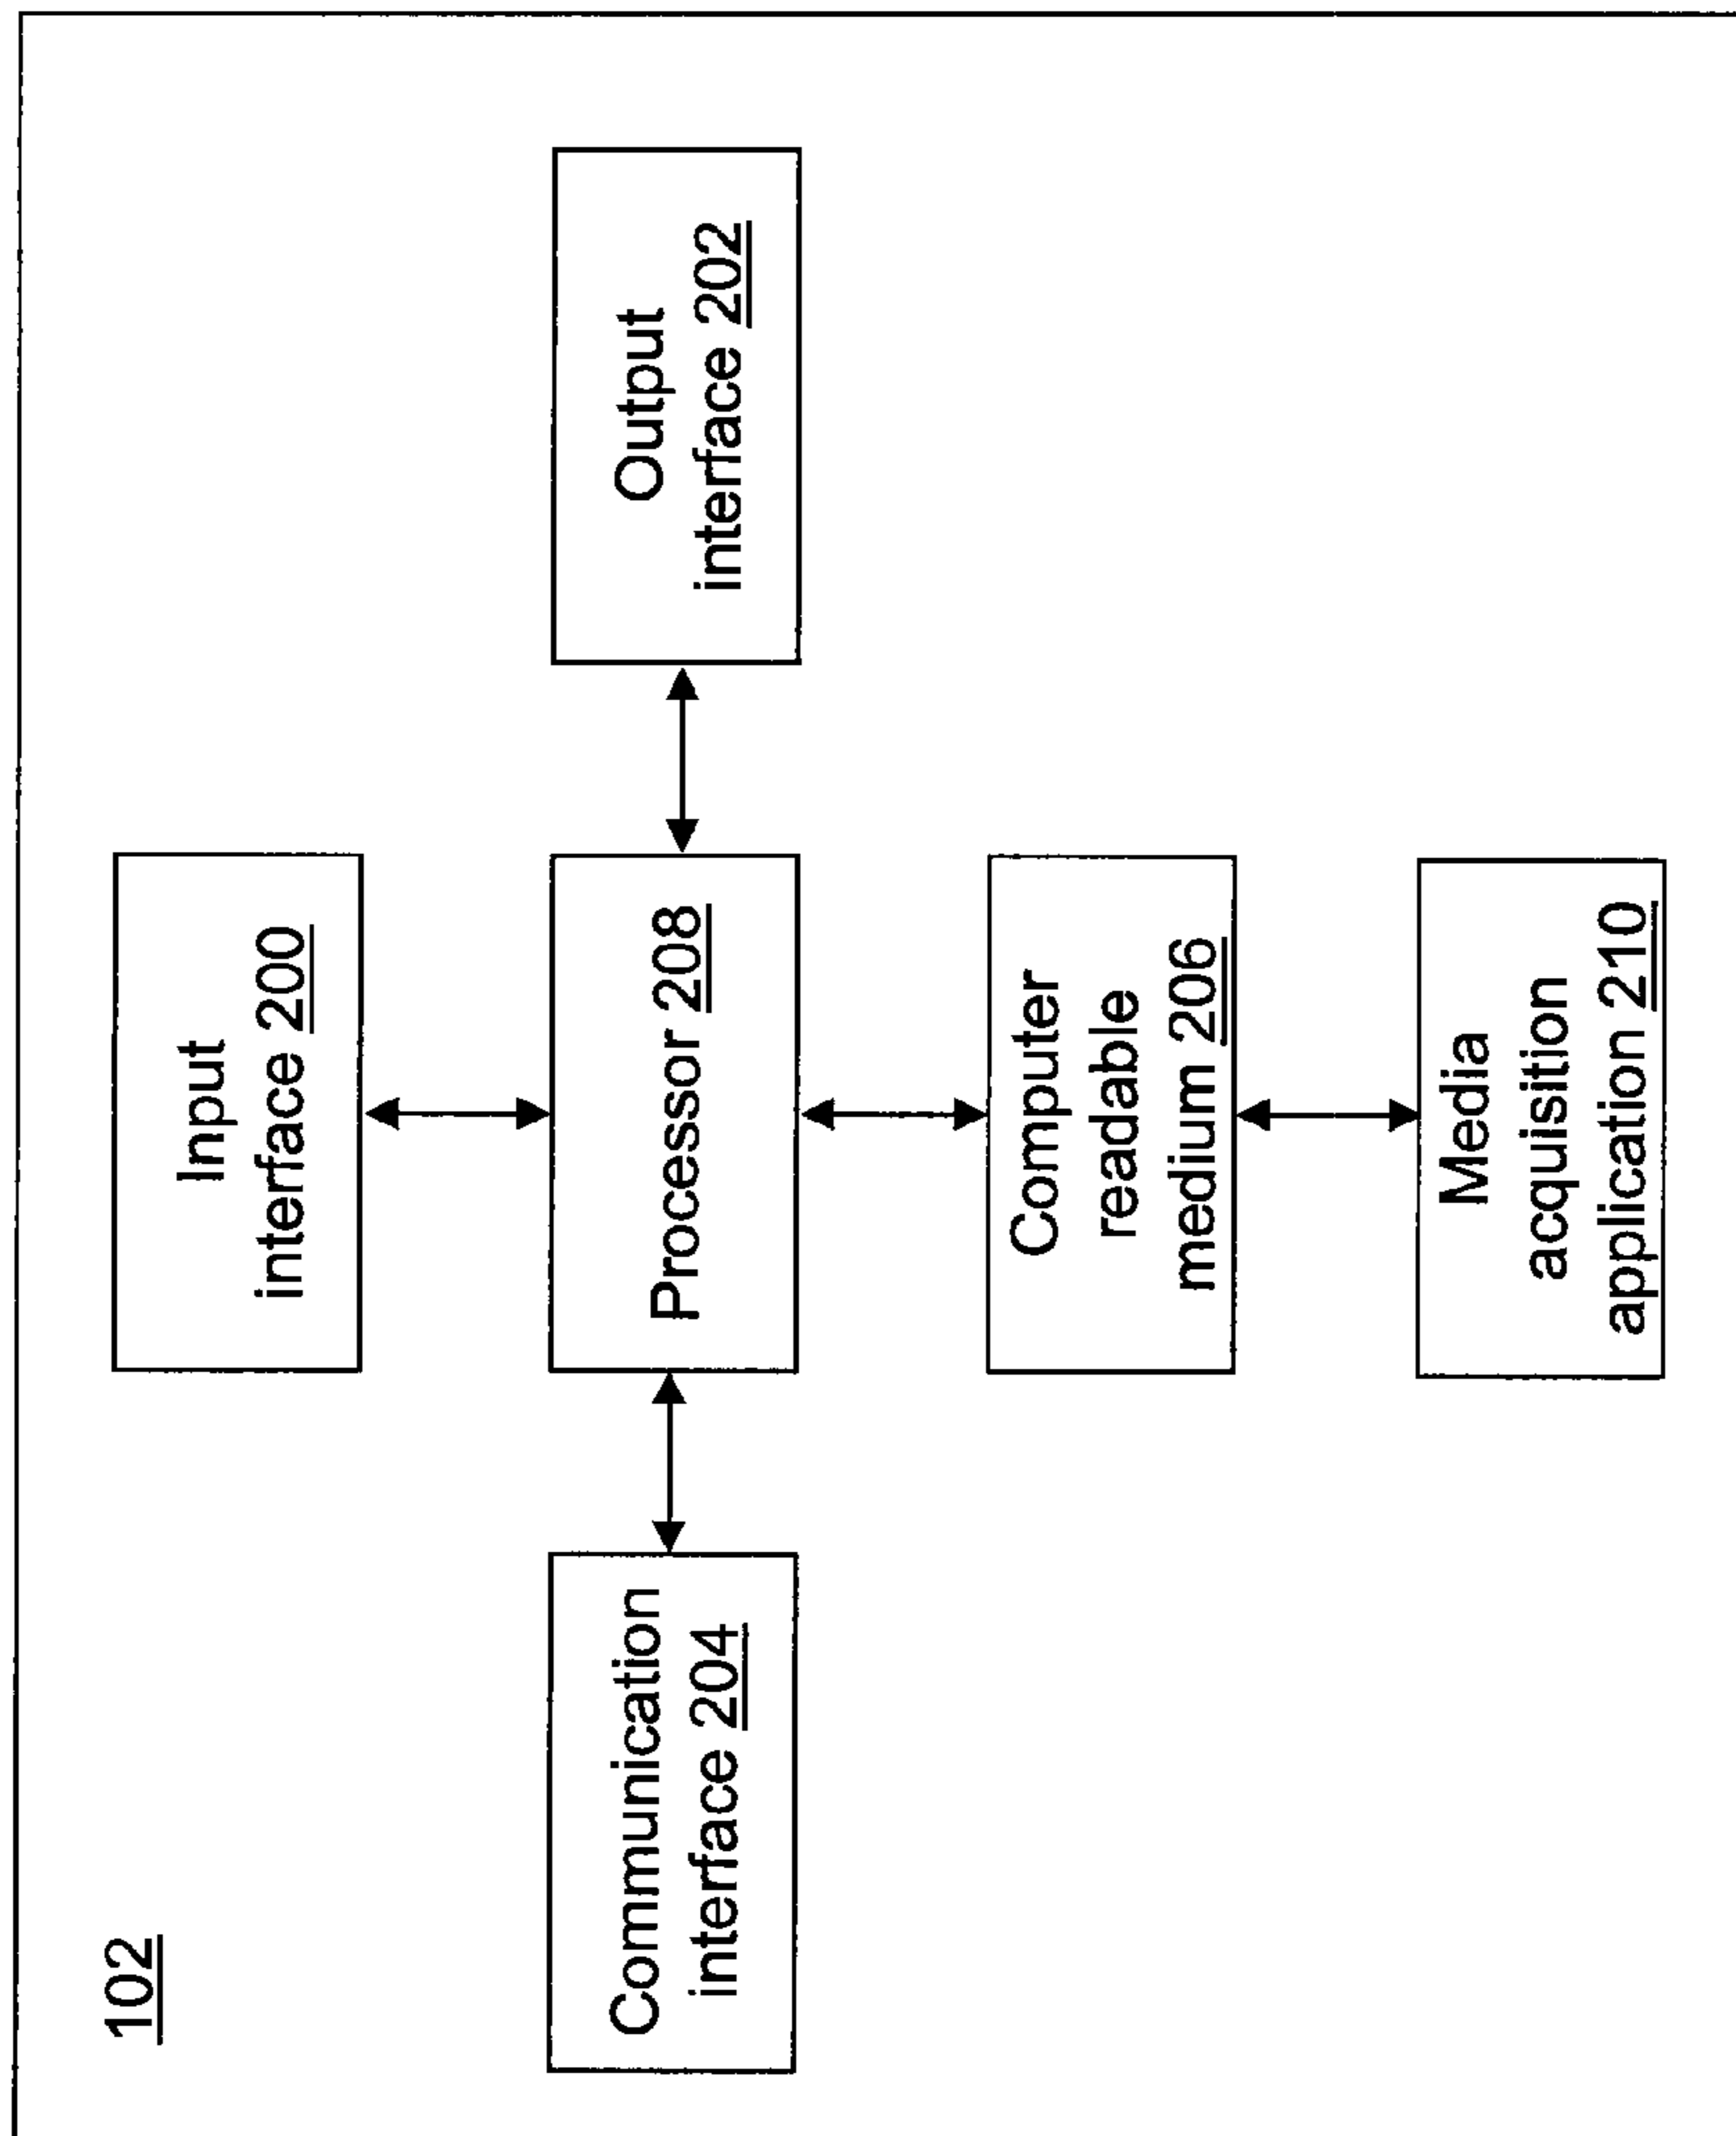 102
Input
interface 200
Communication
interface 204
Processor 208
Output
interface 202
Computer
readable
medium 206
Media
acquisition
application 210